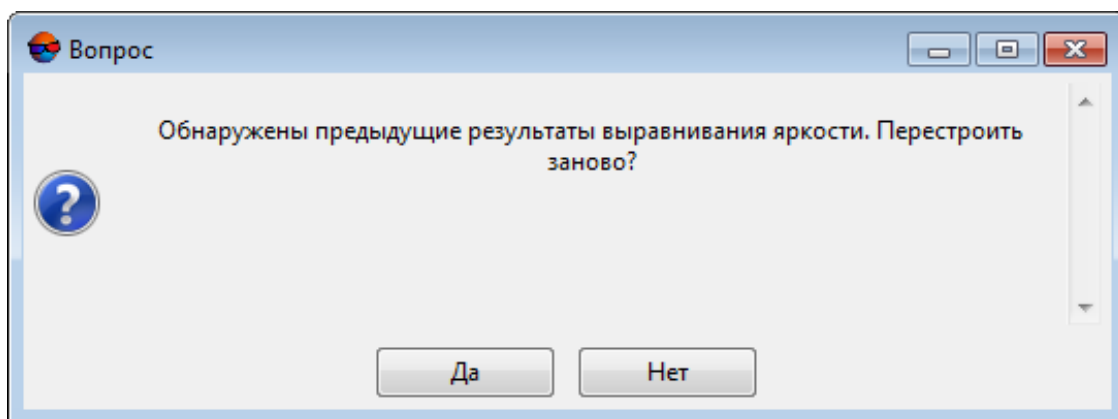 Вопрос
Обнаружены предыдущие результаты выравнивания яркости. Перестроить
заново?
Да
Нет